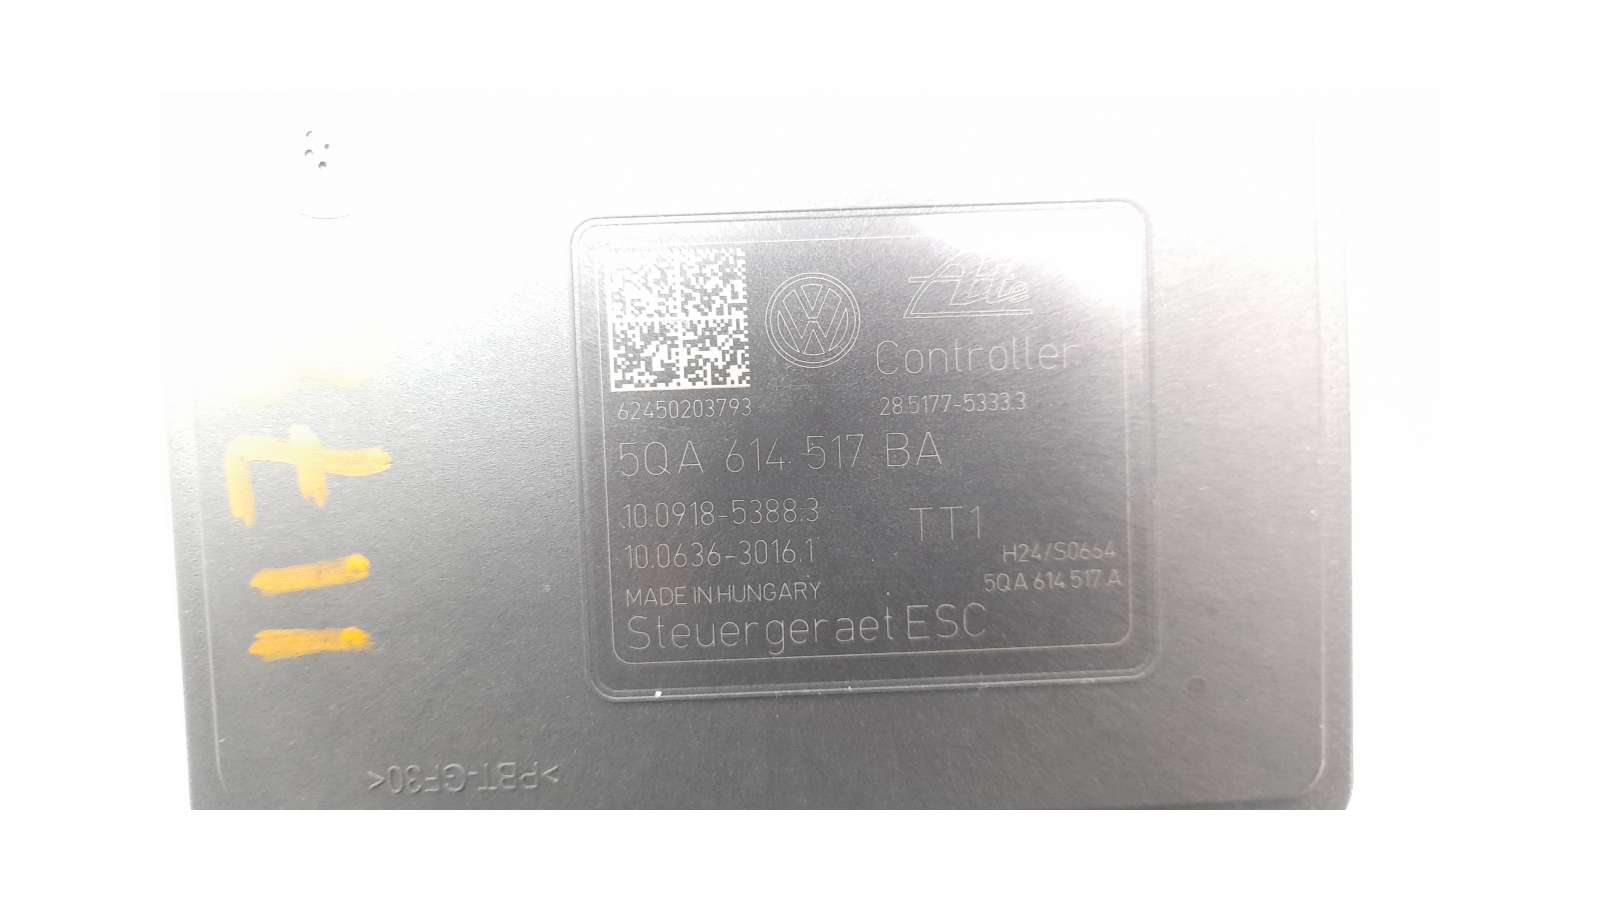 Ate
Controller
62450203793
28.5177-5333.3
5QA 614 517 BA
10.0918-5388.3
TT1
10.0636-3016.1
H24/S0664
MADE IN HUNGARY
5QA 614 517 A
Steuergeraet ESC
>PBT-GF30<